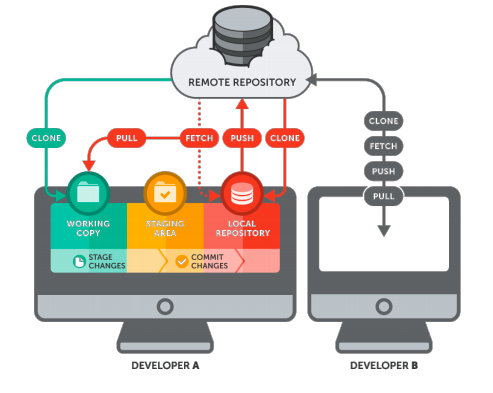 REMOTE REPOSITORY
CLONE
PULL
FETCH
PUSH
CLONE
CLONE
FETCH
PUSH
PULL
WORKING
COPY
STAGING
AREA
LOCAL
REPOSITORY
STAGE
CHANGES
COMMIT
CHANGES
DEVELOPER A
DEVELOPER B